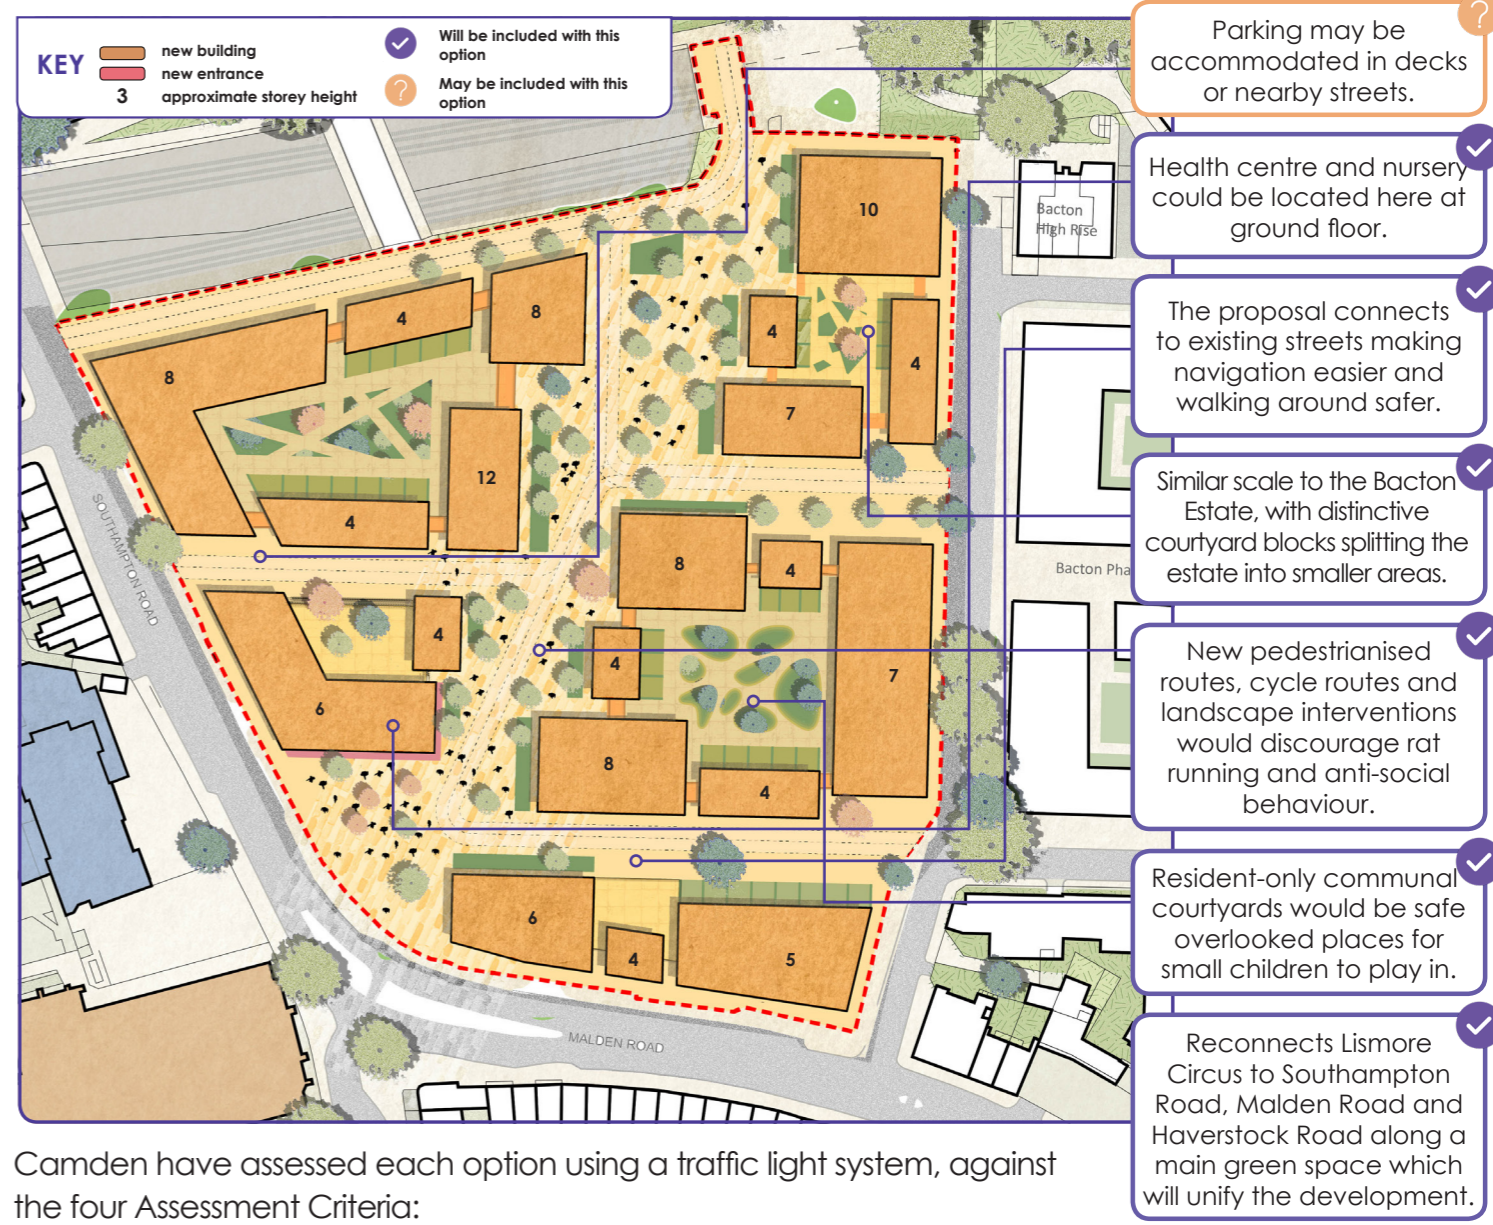 KEY
new building
new entrance
3
approximate storey height
Will be included with this
option
?
May be included with this
option
?
Parking may be
accommodated in decks
or nearby streets.
Health centre and nursery
could be located here at
ground floor.
The proposal connects
to existing streets making
navigation easier and
walking around safer.
Similar scale to the Bacton
Estate, with distinctive
courtyard blocks splitting the
estate into smaller areas.
New pedestrianised
routes, cycle routes and
landscape interventions
would discourage rat
running and anti-social
behaviour.
Resident-only communal
courtyards would be safe
overlooked places for
small children to play in.
Reconnects Lismore
Circus to Southampton
Road, Malden Road and
Haverstock Road along a
main green space which
will unify the development.
10
Bacton
High Rise
8
4
8
4
4
7
12
4
8
4
Bacton Pha
4
6
4
7
8
4
6
4
5
SOUTHAMPTON ROAD
MALDEN ROAD
Camden have assessed each option using a traffic light system, against
the four Assessment Criteria: